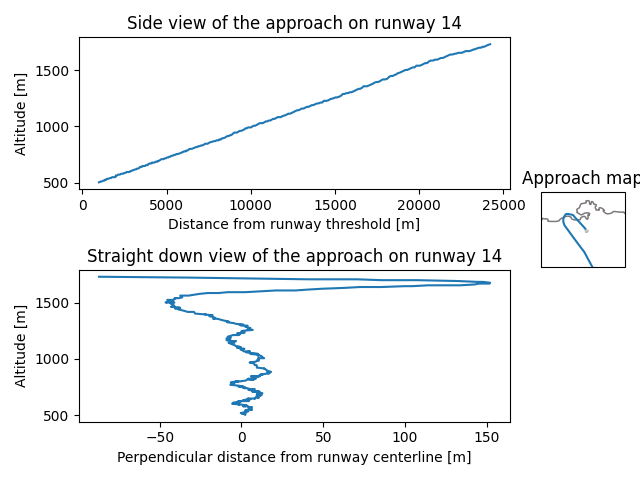 Side view of the approach on runway 14
Altitude [m]
1500
1000
500
0
5000
10000
15000
20000
25000
Distance from runway threshold [m]
Approach map
Straight down view of the approach on runway 14
Altitude [m]
1500
1000
500
−50
0
50
100
150
Perpendicular distance from runway centerline [m]